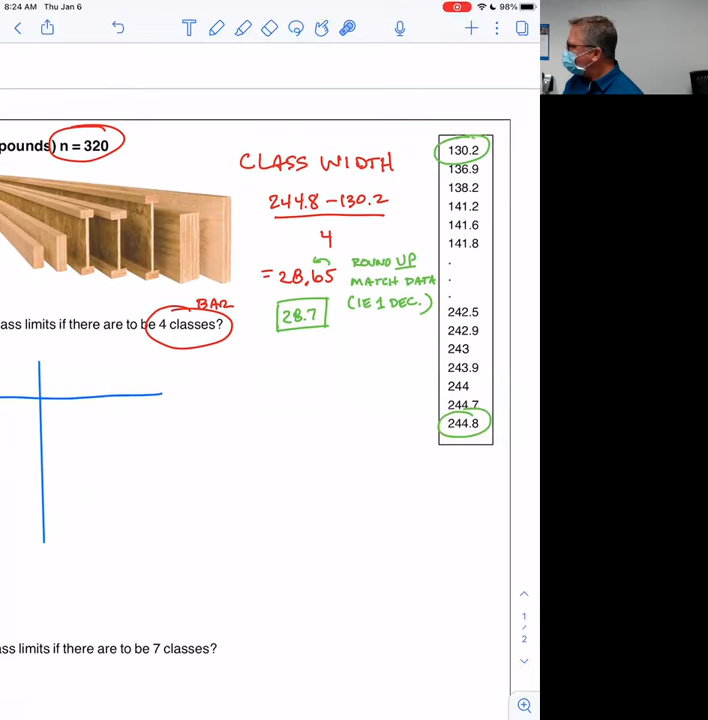 8:24 AM Thu Jan 6
98%
pounds) n = 320
CLASS WIDTH
244.8 - 130.2
4
= 28.65
ROUND UP
MATCH DATA
(IE 1 DEC.)
28.7
BAR
ass limits if there are to be 4 classes?
130.2
136.9
138.2
141.2
141.6
141.8
.
.
.
242.5
242.9
243
243.9
244
244.7
244.8
ass limits if there are to be 7 classes?
1
/
2